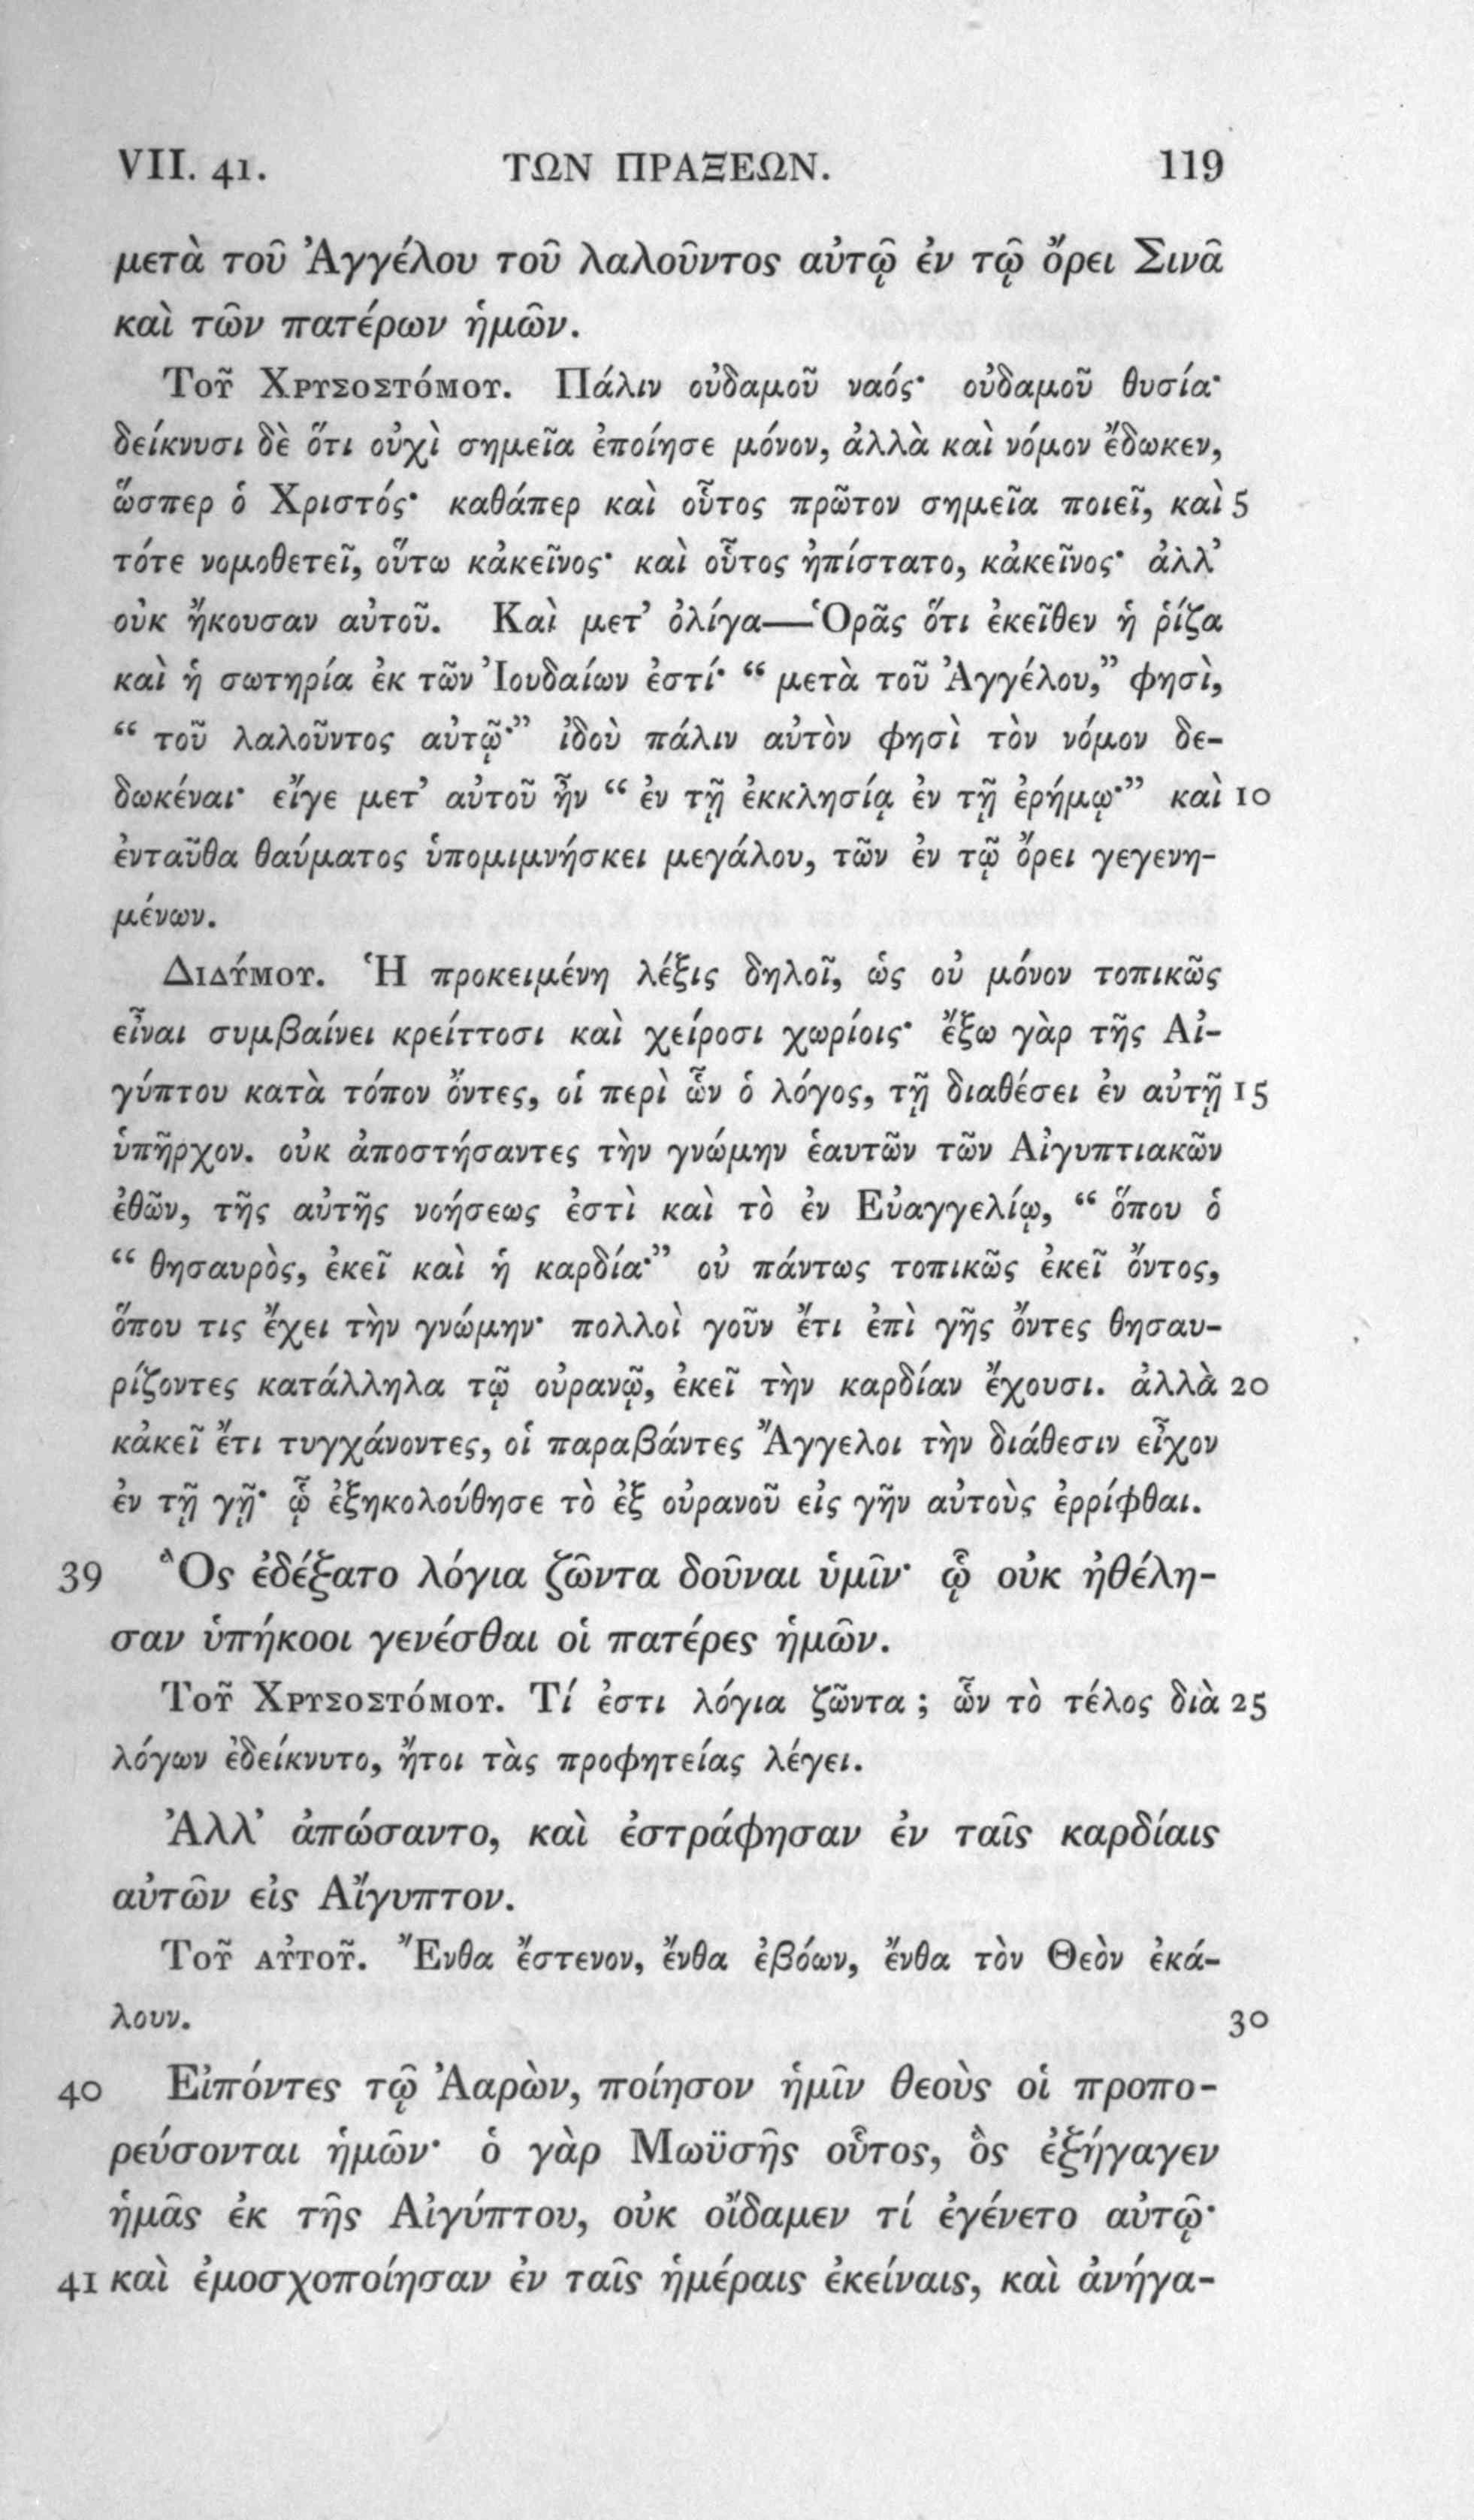 VII. 41. ΤΩΝ ΠΡΑΞΕΩΝ. 119
μετὰ τοῦ Ἀγγέλου τοῦ λαλοῦντος αὐτῷ ἐν τῷ ὄρει Σινᾶ
καὶ τῶν πατέρων ἡμῶν.
Τοῦ Χρυσοστόμου. Πάλιν οὐδαμοῦ ναός· οὐδαμοῦ θυσία·
δείκνυσι δὲ ὅτι οὐχὶ σημεῖα ἐποίησε μόνον, ἀλλὰ καὶ νόμον ἔδωκεν,
ὥσπερ ὁ Χριστός· καθάπερ καὶ οὗτος πρῶτον σημεῖα ποιεῖ, καὶ 5
τότε νομοθετεῖ, οὕτω κἀκεῖνος· καὶ οὗτος ἠπίστατο, κἀκεῖνος· ἀλλ’
οὐκ ἤκουσαν αὐτοῦ. Καὶ μετ’ ὀλίγα—Ὁρᾷς ὅτι ἐκεῖθεν ἡ ῥίζα
καὶ ἡ σωτηρία ἐκ τῶν Ἰουδαίων ἐστί· “ μετὰ τοῦ Ἀγγέλου,” φησὶ,
“ τοῦ λαλοῦντος αὐτῷ·” ἰδοὺ πάλιν αὐτὸν φησὶ τὸν νόμον δε-
δωκέναι· εἴγε μετ’ αὐτοῦ ἦν “ ἐν τῇ ἐκκλησίᾳ ἐν τῇ ἐρήμῳ·” καὶ 10
ἐνταῦθα θαύματος ὑπομιμνήσκει μεγάλου, τῶν ἐν τῷ ὄρει γεγενη-
μένων.
Διδύμου. Ἡ προκειμένη λέξις δηλοῖ, ὡς οὐ μόνον τοπικῶς
εἶναι συμβαίνει κρείττοσι καὶ χείροσι χωρίοις· ἔξω γὰρ τῆς Αἰ-
γύπτου κατὰ τόπον ὄντες, οἱ περὶ ὧν ὁ λόγος, τῇ διαθέσει ἐν αὐτῇ 15
ὑπῆρχον. οὐκ ἀποστήσαντες τὴν γνώμην ἑαυτῶν τῶν Αἰγυπτιακῶν
ἐθῶν, τῆς αὐτῆς νοήσεως ἐστὶ καὶ τὸ ἐν Εὐαγγελίῳ, “ ὅπου ὁ
“ θησαυρὸς, ἐκεῖ καὶ ἡ καρδία·” οὐ πάντως τοπικῶς ἐκεῖ ὄντος,
ὅπου τις ἔχει τὴν γνώμην· πολλοὶ γοῦν ἔτι ἐπὶ γῆς ὄντες θησαυ-
ρίζοντες κατάλληλα τῷ οὐρανῷ, ἐκεῖ τὴν καρδίαν ἔχουσι. ἀλλὰ 20
κἀκεῖ ἔτι τυγχάνοντες, οἱ παραβάντες Ἄγγελοι τὴν διάθεσιν εἶχον
ἐν τῇ γῇ· ᾧ ἐξηκολούθησε τὸ ἐξ οὐρανοῦ εἰς γῆν αὐτοὺς ἐρρίφθαι.
39 Ὃς ἐδέξατο λόγια ζῶντα δοῦναι ὑμῖν· ᾧ οὐκ ἠθέλη-
σαν ὑπήκοοι γενέσθαι οἱ πατέρες ἡμῶν.
Τοῦ Χρυσοστόμου. Τί ἐστι λόγια ζῶντα ; ὧν τὸ τέλος διὰ 25
λόγων ἐδείκνυτο, ἤτοι τὰς προφητείας λέγει.
Ἀλλ’ ἀπώσαντο, καὶ ἐστράφησαν ἐν ταῖς καρδίαις
αὐτῶν εἰς Αἴγυπτον.
Τοῦ αὐτοῦ. Ἔνθα ἔστενον, ἔνθα ἐβόων, ἔνθα τὸν Θεὸν ἐκά-
λουν. 30
40 Εἰπόντες τῷ Ἀαρὼν, ποίησον ἡμῖν θεοὺς οἱ προπο-
ρεύσονται ἡμῶν· ὁ γὰρ Μωϋσῆς οὗτος, ὃς ἐξήγαγεν
ἡμᾶς ἐκ τῆς Αἰγύπτου, οὐκ οἴδαμεν τί ἐγένετο αὐτῷ·
41 καὶ ἐμοσχοποίησαν ἐν ταῖς ἡμέραις ἐκείναις, καὶ ἀνήγα-